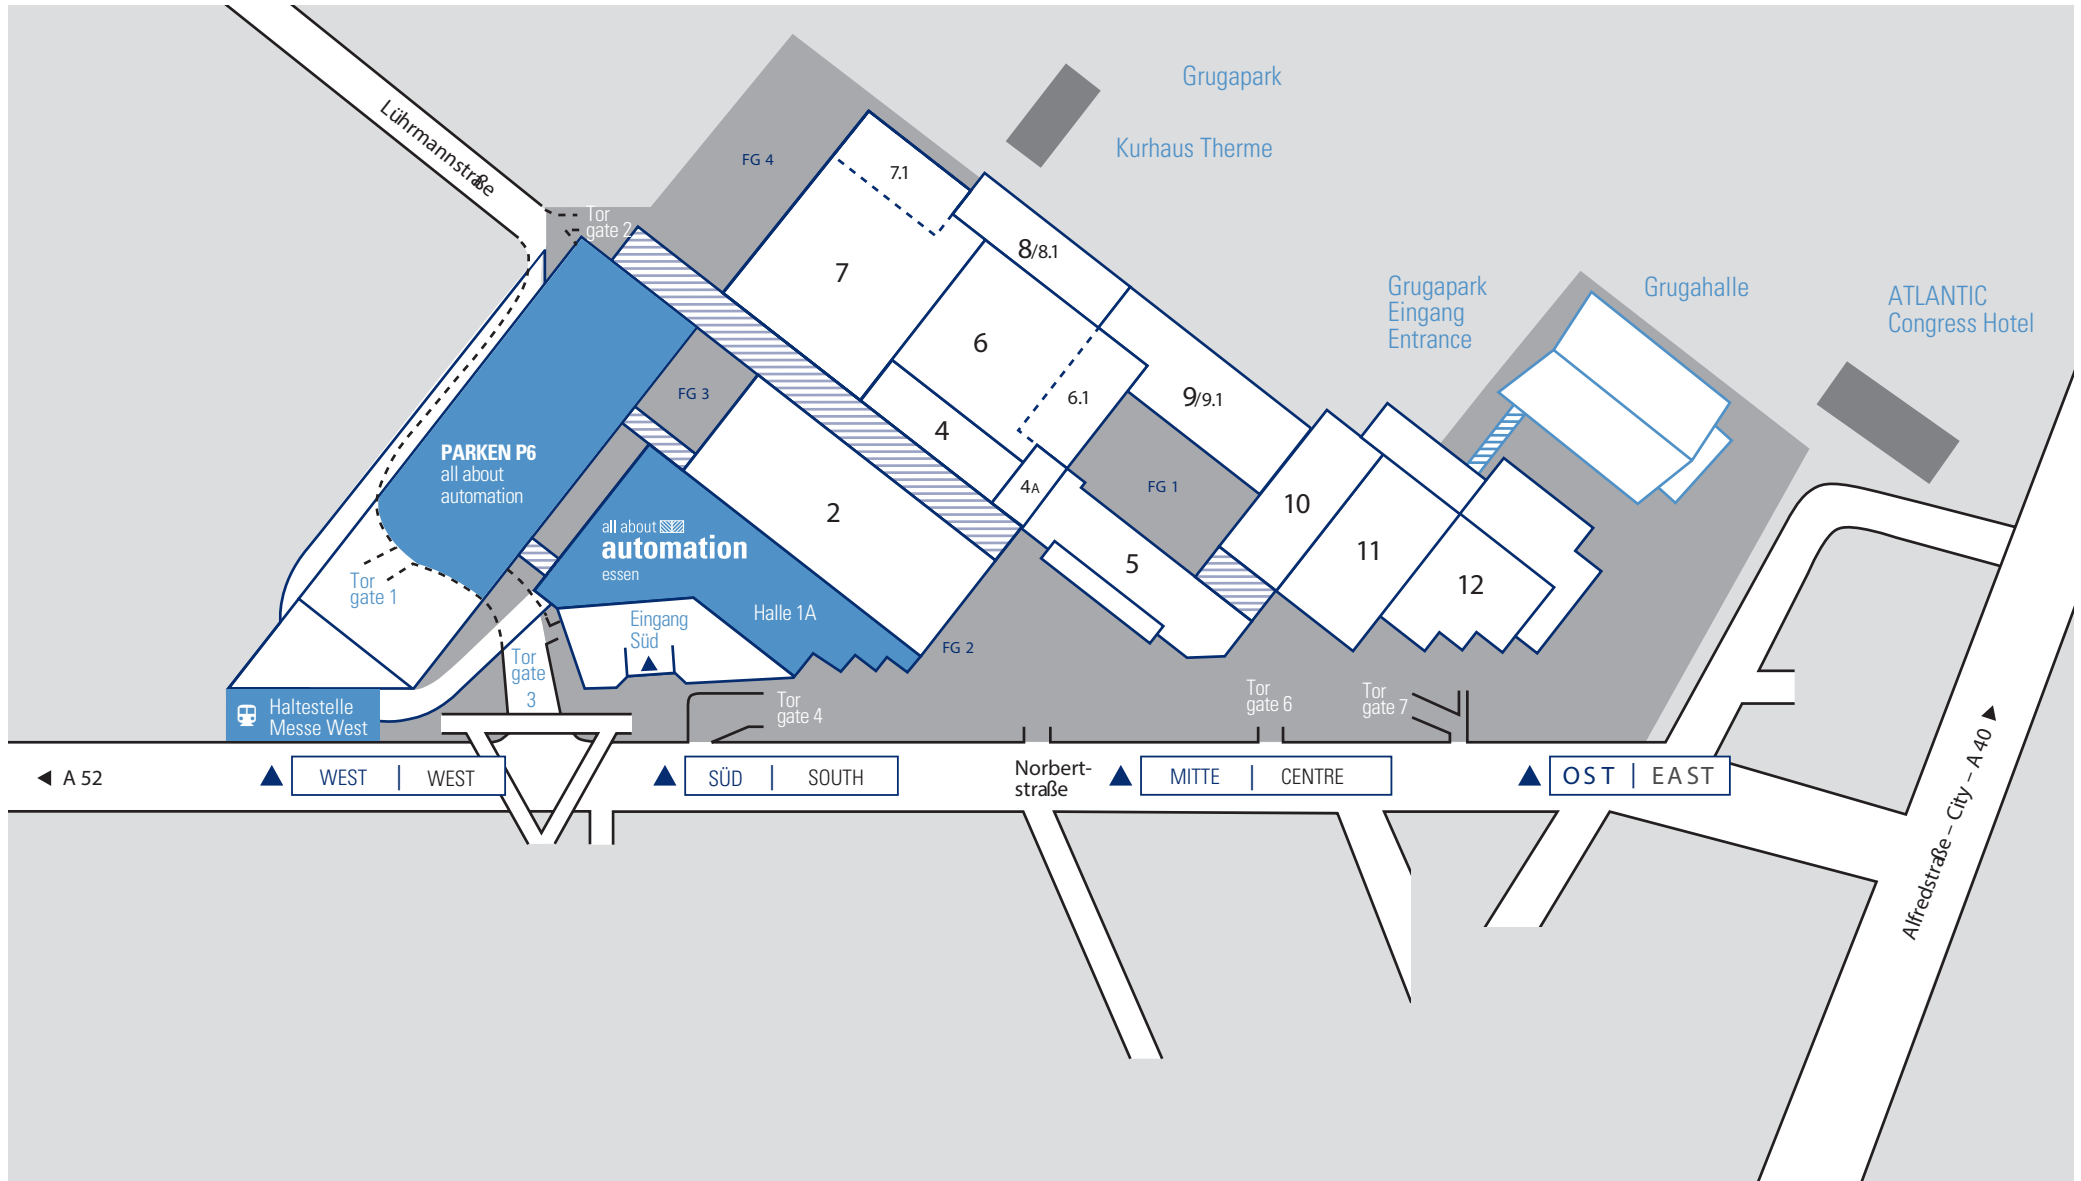 Grugapark
Kurhaus Therme
Lührmannstraße
FG 4
7.1
Tor
gate 2
8/8.1
7
Grugapark
Eingang
Entrance
Grugahalle
ATLANTIC
Congress Hotel
6
FG 3
6.1
9/9.1
4
PARKEN P6
all about
automation
4A
FG 1
10
2
all about
automation
essen
11
5
12
Tor
gate 1
Halle 1A
Eingang
Süd
FG 2
Tor
gate
3
Haltestelle
Messe West
Tor
gate 4
Tor
gate 6
Tor
gate 7
A 52
WEST | WEST
SÜD | SOUTH
Norbert-
straße
MITTE | CENTRE
OST | EAST
Alfredstraße – City – A 40